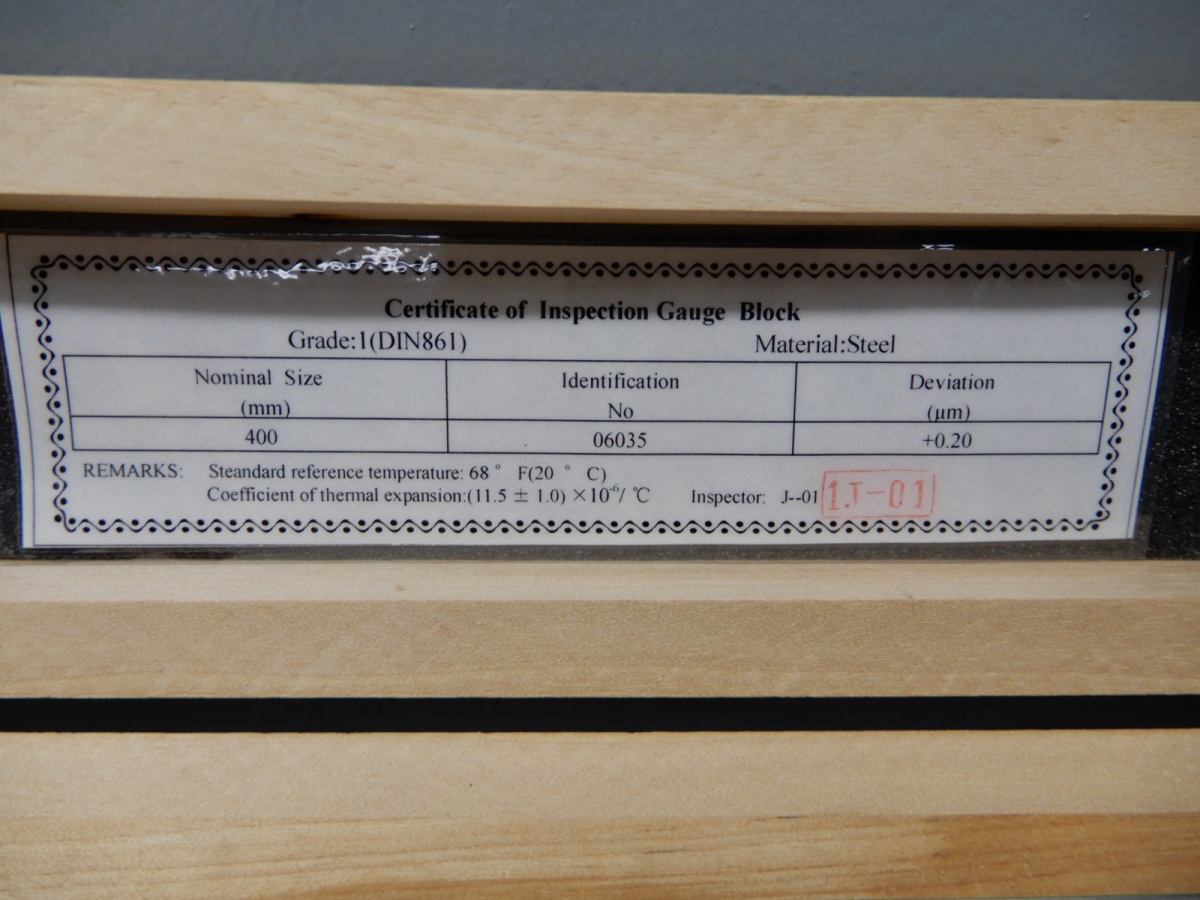 Certificate of Inspection Gauge Block
Grade:1(DIN861) Material:Steel
Nominal Size (mm) Identification No Deviation (μm)
400 06035 +0.20
REMARKS: Steandard reference temperature: 68 ° F(20 ° C)
Coefficient of thermal expansion:(11.5 ± 1.0) ×10⁻⁶/ ℃ Inspector: J--01 1J-01